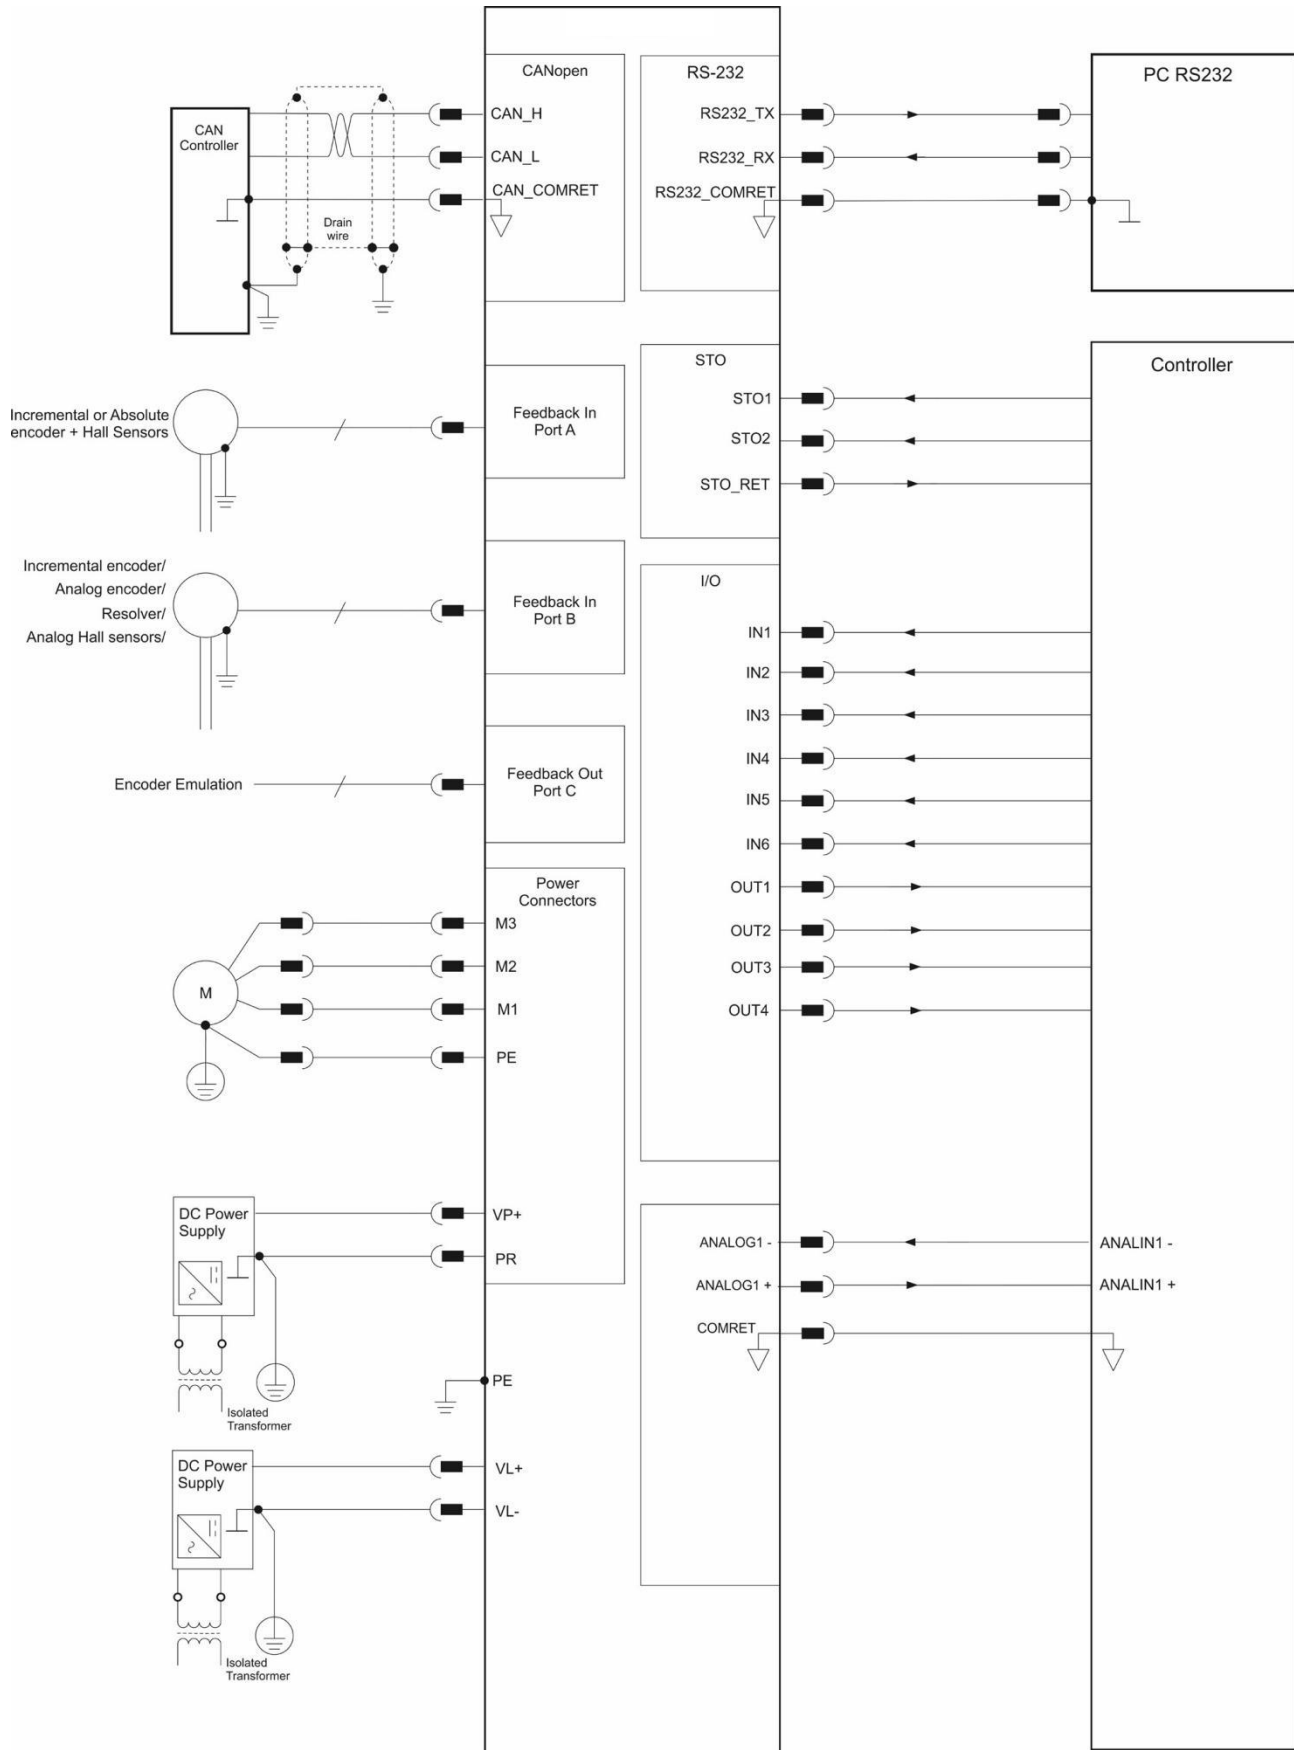 CANopen
RS-232
PC RS232
CAN
Controller
CAN_H
CAN_L
CAN_COMRET
Drain
wire
RS232_TX
RS232_RX
RS232_COMRET
STO
STO1
STO2
STO_RET
Controller
Incremental or Absolute
encoder + Hall Sensors
Feedback In
Port A
Incremental encoder/
Analog encoder/
Resolver/
Analog Hall sensors/
Feedback In
Port B
I/O
IN1
IN2
IN3
IN4
IN5
IN6
OUT1
OUT2
OUT3
OUT4
Encoder Emulation
Feedback Out
Port C
Power
Connectors
M3
M2
M1
PE
M
DC Power
Supply
VP+
PR
Isolated
Transformer
PE
ANALOG1 -
ANALOG1 +
COMRET
ANALIN1 -
ANALIN1 +
DC Power
Supply
VL+
VL-
Isolated
Transformer